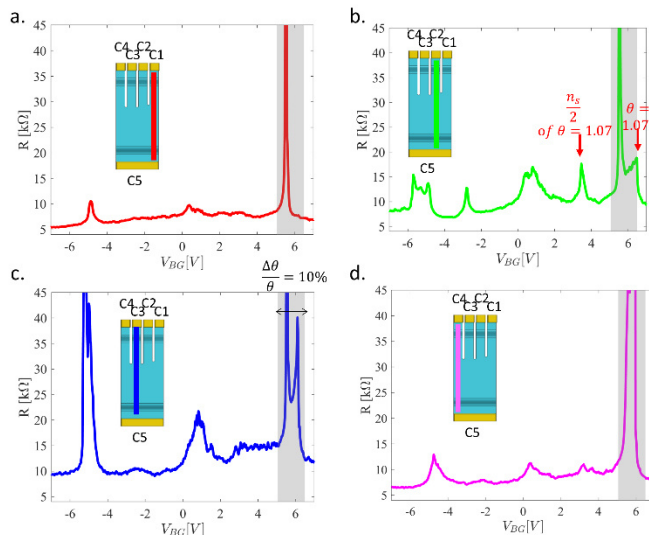 a.
45
40
35
30
25
20
15
10
5
R [kΩ]
C4 C2
C3 C1
C5
-6 -4 -2 0 2 4 6
V_BG[V]
b.
45
40
35
30
25
20
15
10
5
R [kΩ]
C4 C2
C3 C1
C5
n_s/2
of θ = 1.07
θ =
1.07
-6 -4 -2 0 2 4 6
V_BG[V]
c.
Δθ/θ = 10%
45
40
35
30
25
20
15
10
5
R [kΩ]
C4 C2
C3 C1
C5
-6 -4 -2 0 2 4 6
V_BG[V]
d.
45
40
35
30
25
20
15
10
5
R [kΩ]
C4 C2
C3 C1
C5
-6 -4 -2 0 2 4 6
V_BG[V]